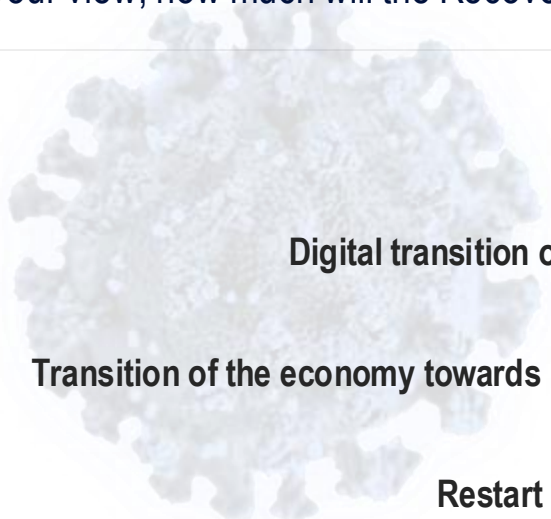 our view, how much will the
Digital transition
Transition of the economy towards
Restart